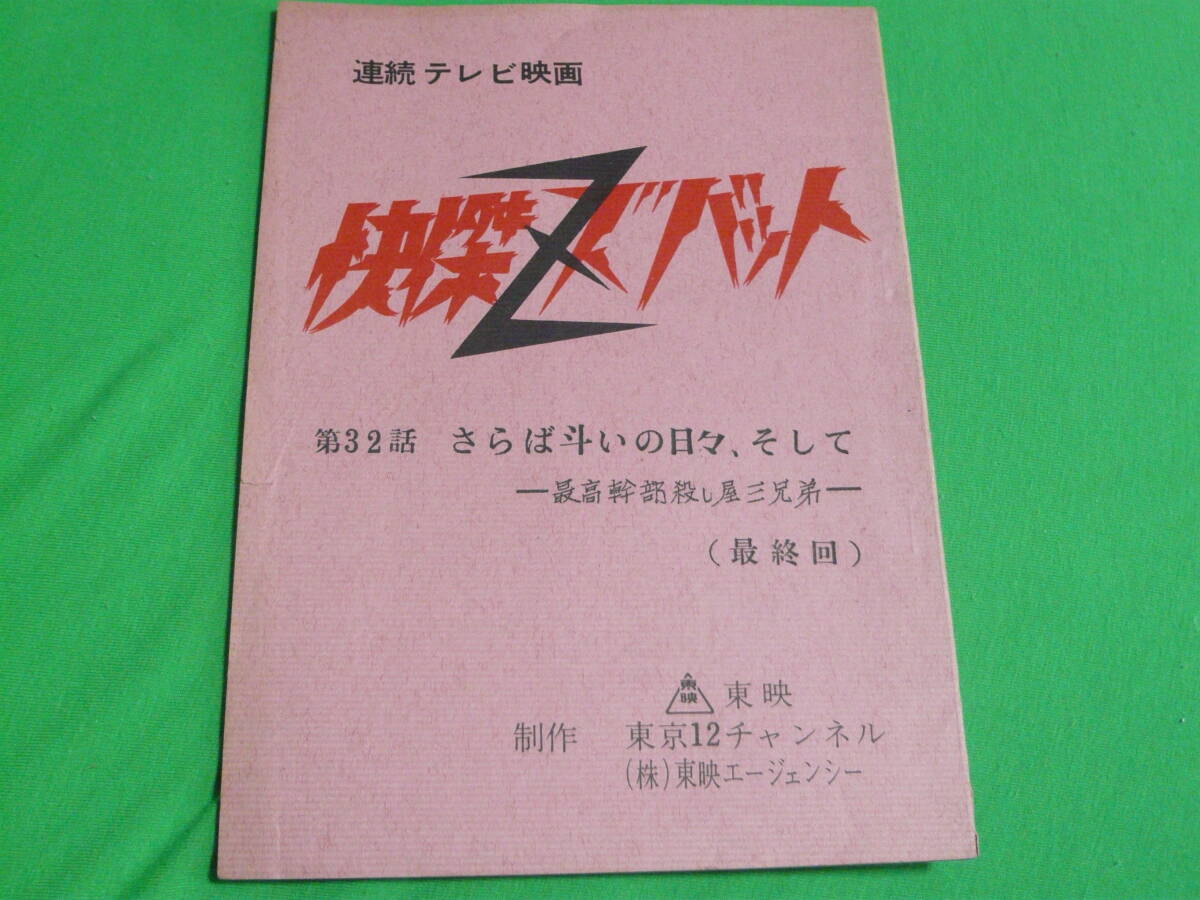 連続テレビ映画
快傑Zズバット
第32話 さらば斗いの日々、そして
―最高幹部殺し屋三兄弟―
(最終回)
東映 東映
制作 東京12チャンネル
(株)東映エージェンシー